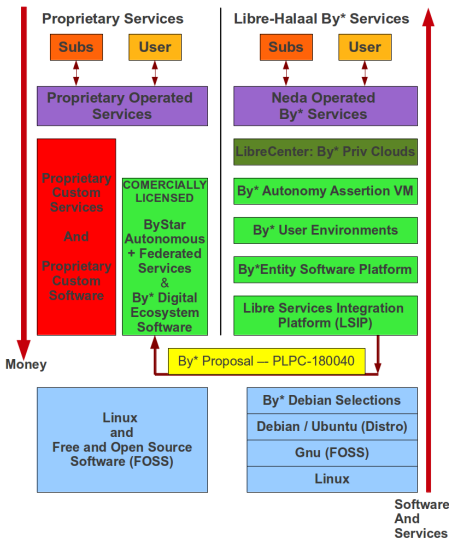 Proprietary Services
Subs
User
Proprietary Operated
Services
Proprietary
Custom
Services
And
Proprietary
Custom
Software
COMERCIALLY
LICENSED
ByStar
Autonomous
+ Federated
Services
&
By* Digital
Ecosystem
Software
Money
Linux
and
Free and Open Source
Software (FOSS)
Libre-Halaal By* Services
Subs
User
Neda Operated
By* Services
LibreCenter: By* Priv Clouds
By* Autonomy Assertion VM
By* User Environments
By*Entity Software Platform
Libre Services Integration
Platform (LSIP)
By* Proposal — PLPC-180040
By* Debian Selections
Debian / Ubuntu (Distro)
Gnu (FOSS)
Linux
Software
And
Services